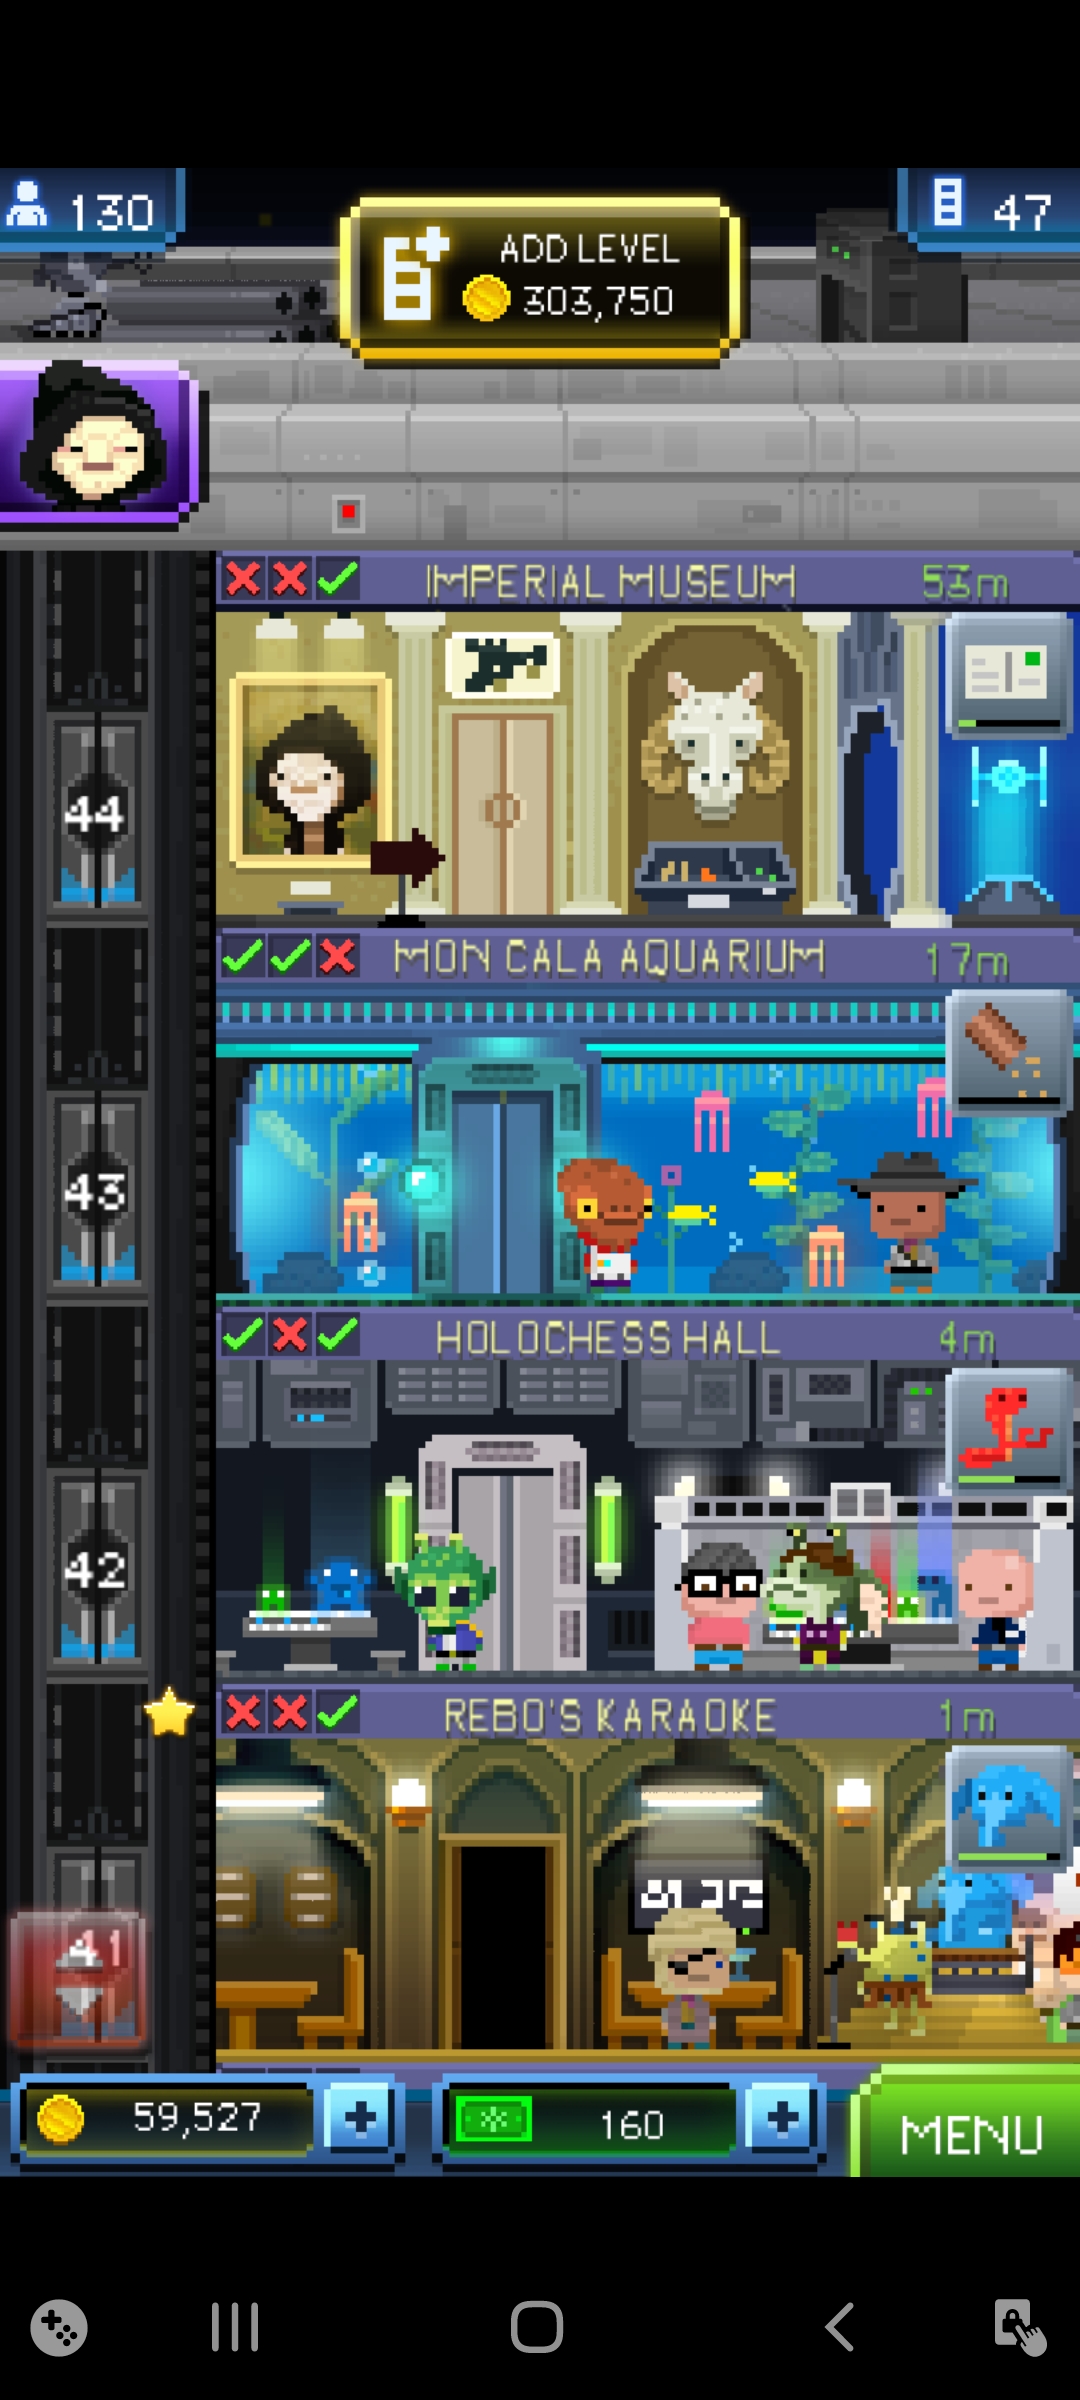 130
ADD LEVEL
303,750
47
IMPERIAL MUSEUM 53m
44
MON CALA AQUARIUM 17m
43
HOLOCHESS HALL 4m
42
REBO'S KARAOKE 1m
41
59,527
160
MENU